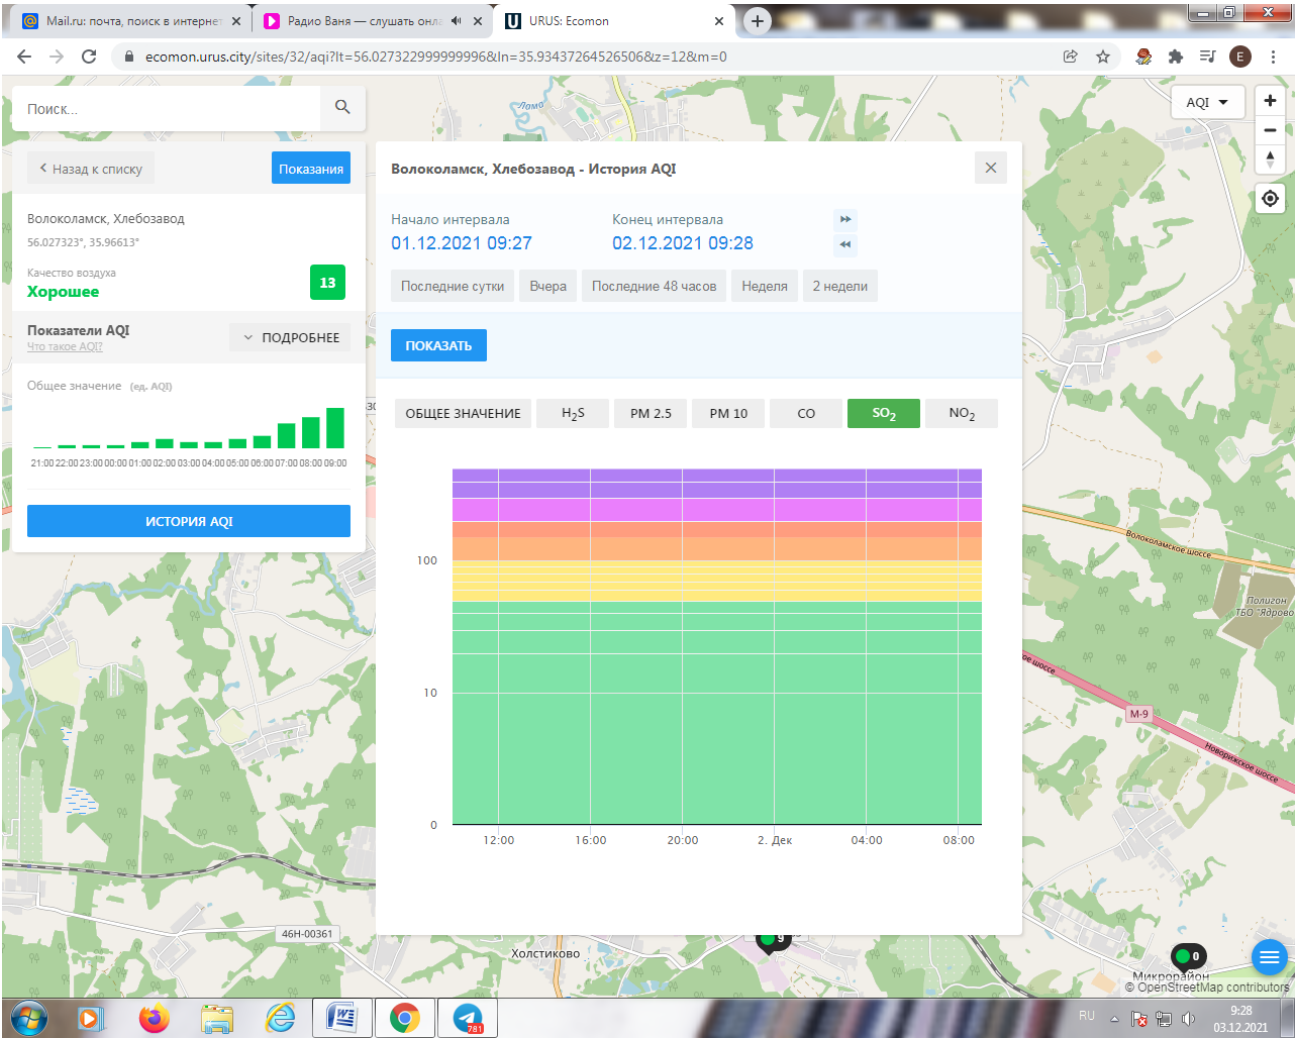 Mail.ru: почта, поиск в интернет
Радио Ваня — слушать онла
URUS: Ecomon
ecomon.urus.city/sites/32/aqi?lt=56.027322999999996&ln=35.93437264526506&z=12&m=0
E
Поиск...
Лама
AQI
Назад к списку
Показания
Волоколамск, Хлебозавод - История AQI
Волоколамск, Хлебозавод
56.027323°, 35.96613°
Начало интервала
Конец интервала
01.12.2021 09:27
02.12.2021 09:28
Качество воздуха
Хорошее
13
Последние сутки
Вчера
Последние 48 часов
Неделя
2 недели
Показатели AQI
Что такое AQI?
ПОДРОБНЕЕ
ПОКАЗАТЬ
Общее значение (ед. AQI)
21:00 22:00 23:00 00:00 01:00 02:00 03:00 04:00 05:00 06:00 07:00 08:00 09:00
ИСТОРИЯ AQI
ОБЩЕЕ ЗНАЧЕНИЕ
H₂S
PM 2.5
PM 10
CO
SO₂
NO₂
100
10
0
12:00
16:00
20:00
2. Дек
04:00
08:00
Волоколамское шоссе
Полигон
ТБО "Ядрово
М-9
Новорижское шоссе
46Н-00361
Холстиково
9
0
Микрорайон
© OpenStreetMap contributors
781
RU
9:28
03.12.2021